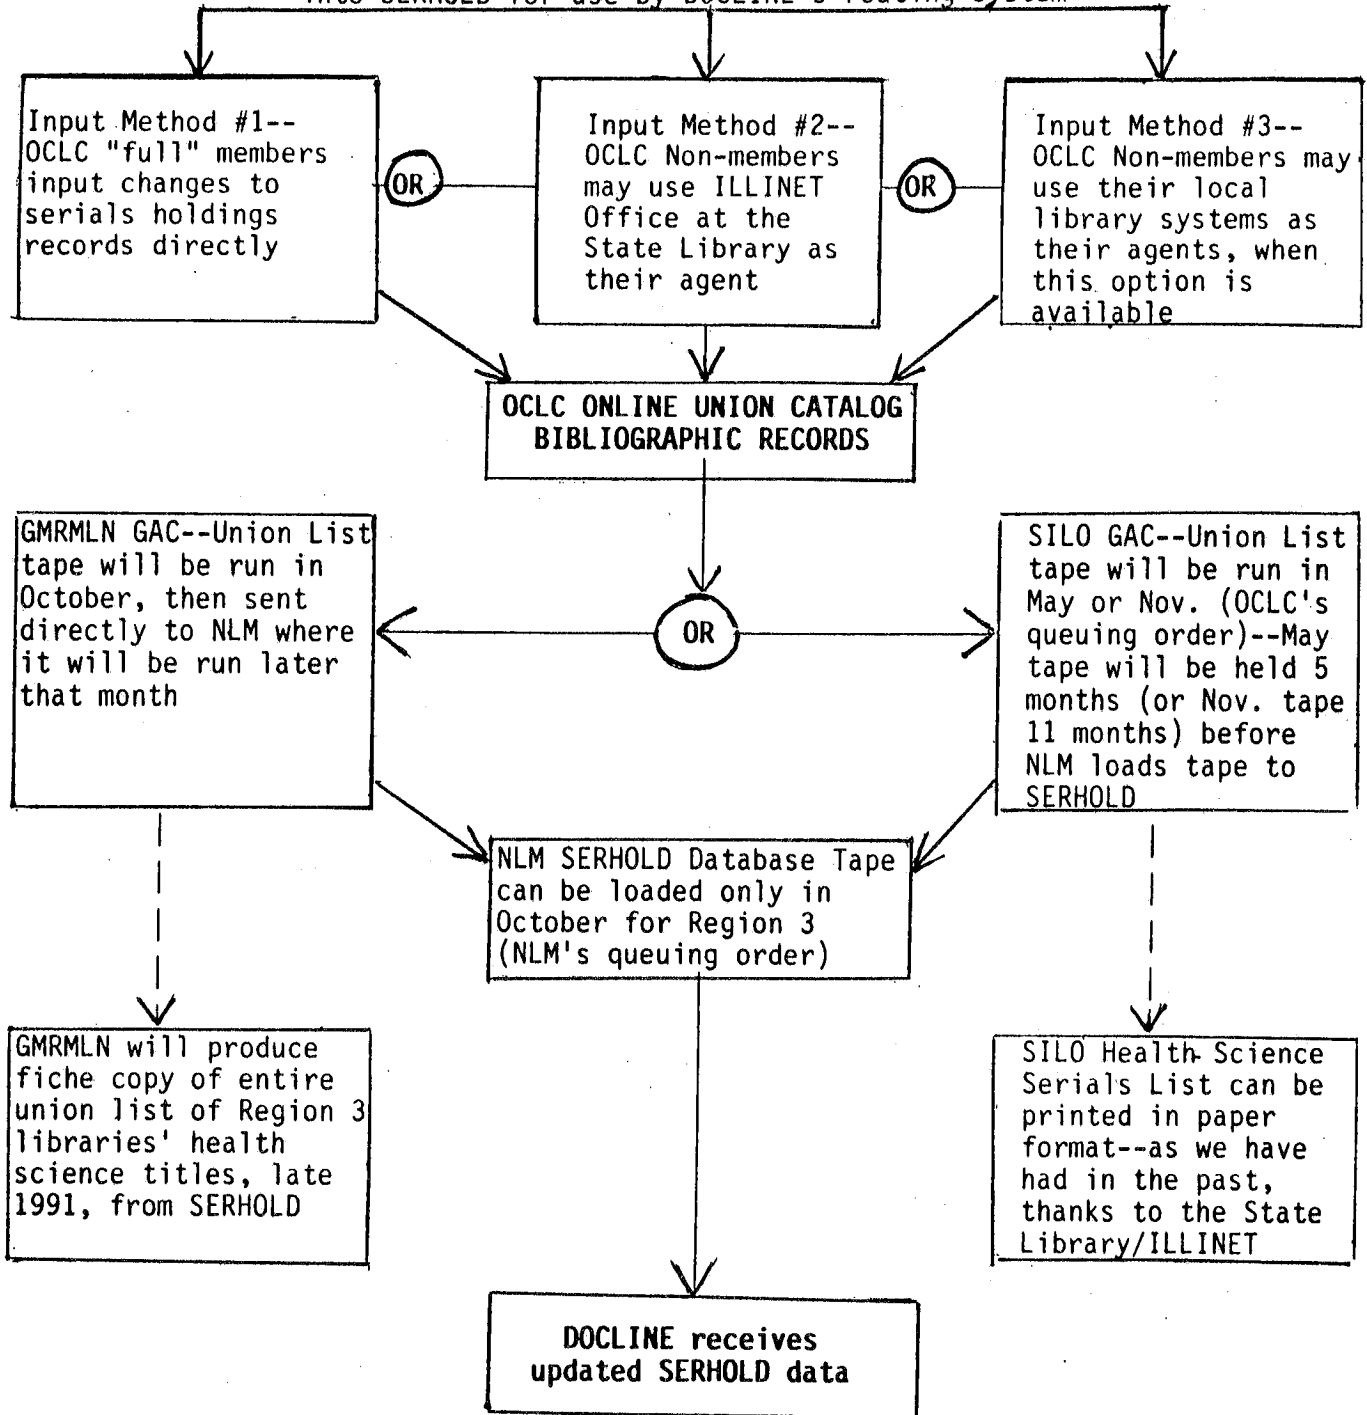 into SERHOLD for use by DOCLINE's routing system
Input Method #1--
OCLC "full" members
input changes to
serials holdings
records directly
OR
Input Method #2--
OCLC Non-members
may use ILLINET
Office at the
State Library as
their agent
OR
Input Method #3--
OCLC Non-members may
use their local
library systems as
their agents, when
this option is
available
OCLC ONLINE UNION CATALOG
BIBLIOGRAPHIC RECORDS
GMRMLN GAC--Union List
tape will be run in
October, then sent
directly to NLM where
it will be run later
that month
OR
SILO GAC--Union List
tape will be run in
May or Nov. (OCLC's
queuing order)--May
tape will be held 5
months (or Nov. tape
11 months) before
NLM loads tape to
SERHOLD
NLM SERHOLD Database Tape
can be loaded only in
October for Region 3
(NLM's queuing order)
GMRMLN will produce
fiche copy of entire
union list of Region 3
libraries' health
science titles, late
1991, from SERHOLD
SILO Health Science
Serials List can be
printed in paper
format--as we have
had in the past,
thanks to the State
Library/ILLINET
DOCLINE receives
updated SERHOLD data